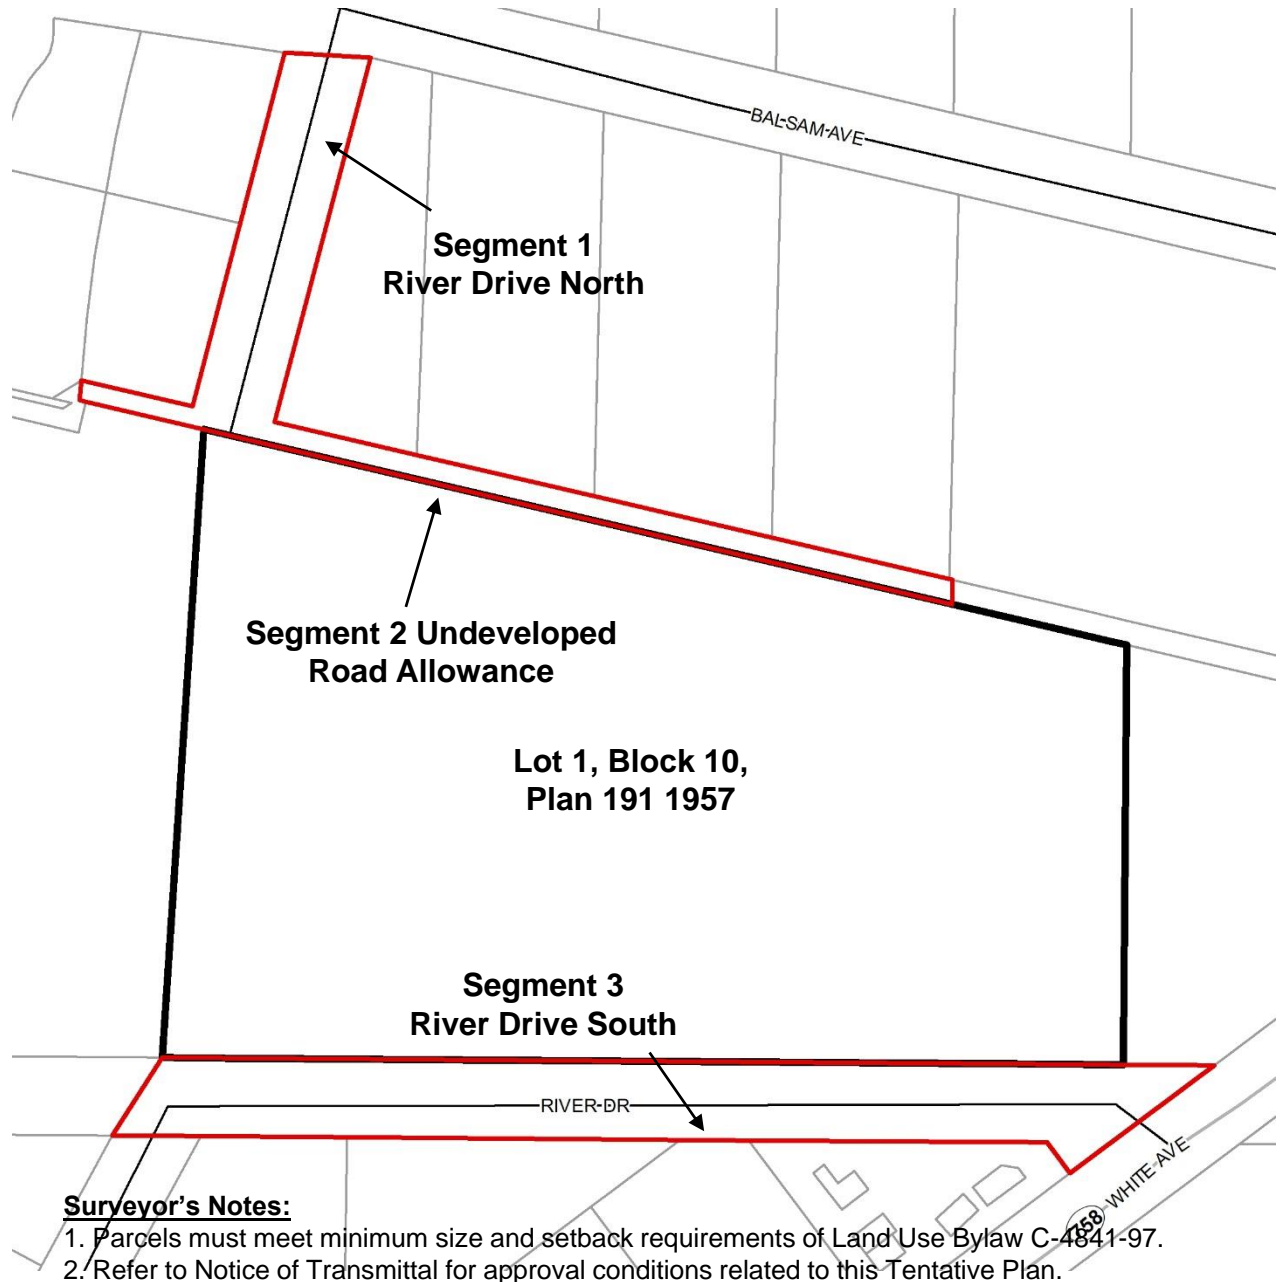 BALSAM AVE
Segment 1
River Drive North
Segment 2 Undeveloped
Road Allowance
Lot 1, Block 10,
Plan 191 1957
Segment 3
River Drive South
RIVER DR
WHITE AVE
758
Surveyor’s Notes:
1. Parcels must meet minimum size and setback requirements of Land Use Bylaw C-4841-97.
2. Refer to Notice of Transmittal for approval conditions related to this Tentative Plan.